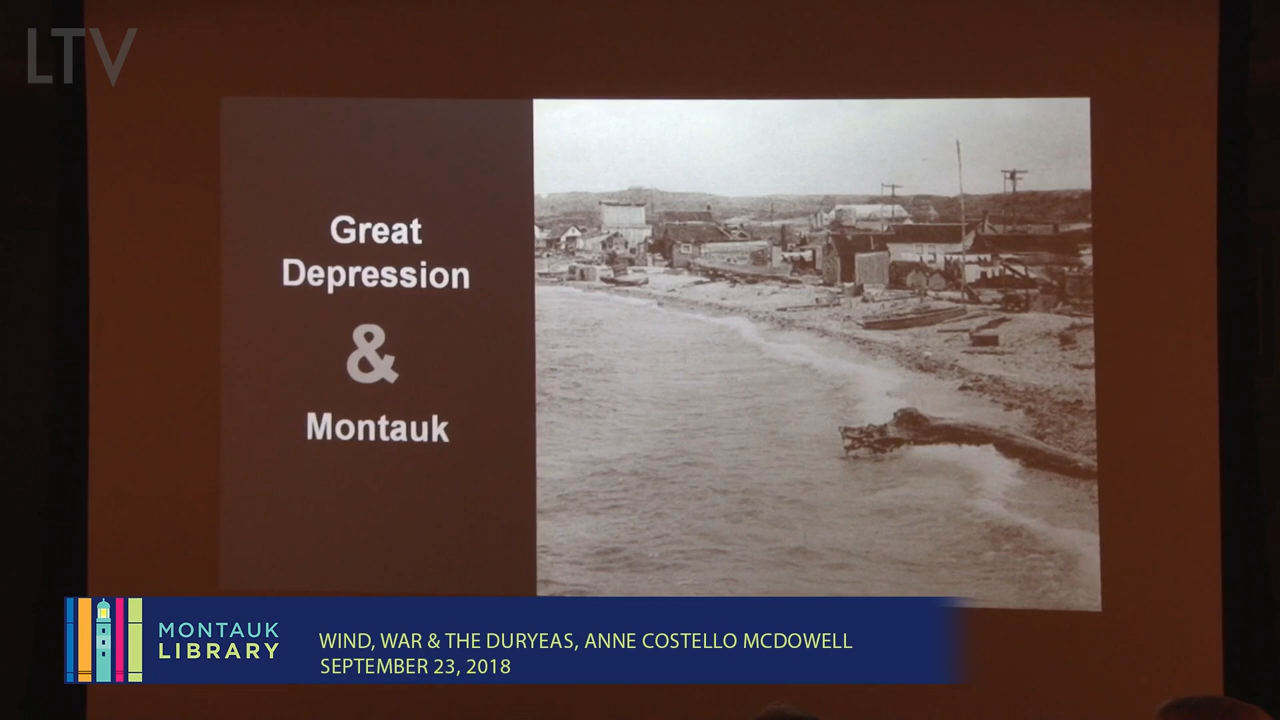 LTV
Great
Depression
&
Montauk
MONTAUK
LIBRARY
WIND, WAR & THE DURYEAS, ANNE COSTELLO MCDOWELL
SEPTEMBER 23, 2018